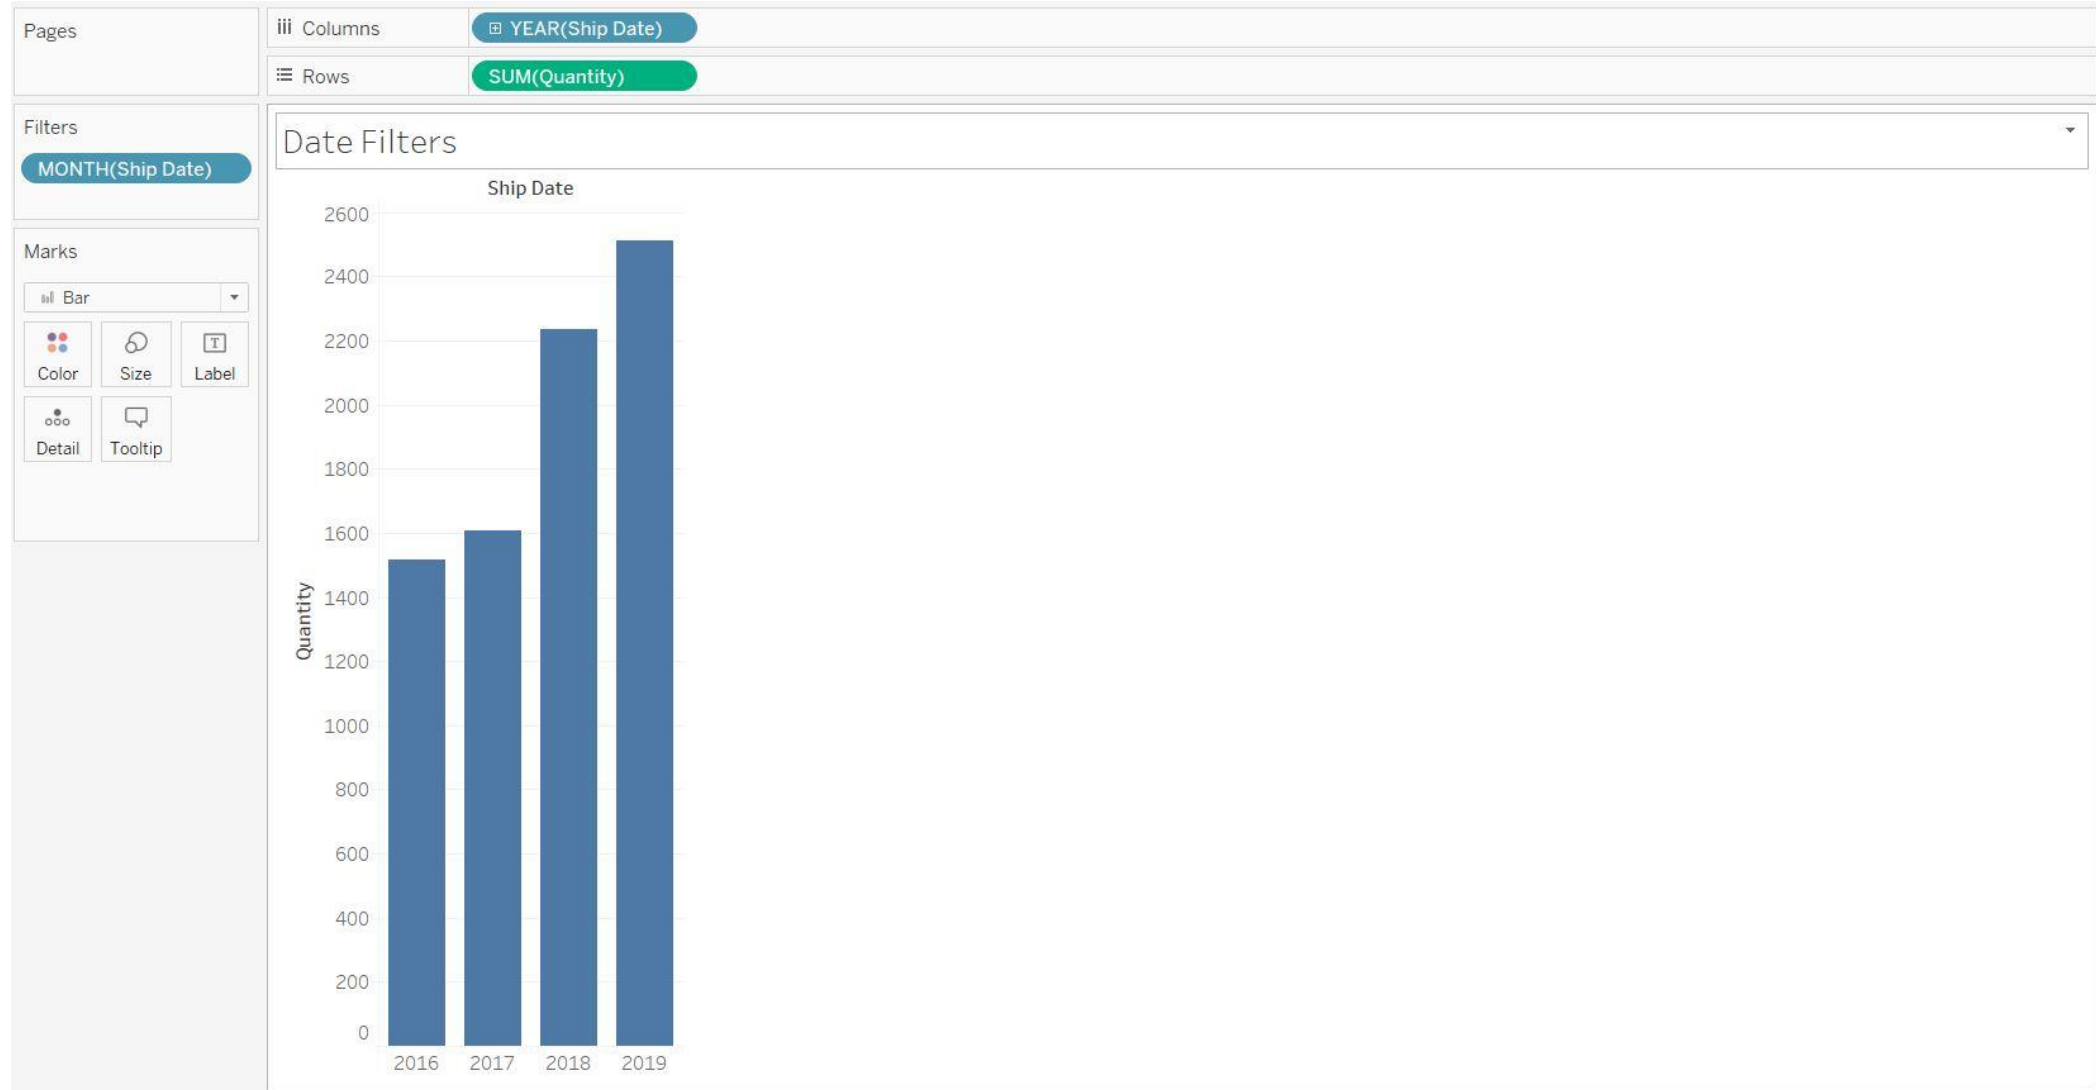 Pages
iii Columns
YEAR(Ship Date)
Rows
SUM(Quantity)
Filters
MONTH(Ship Date)
Marks
Bar
Color
Size
T
Label
Detail
Tooltip
Date Filters
Ship Date
2600
2400
2200
2000
1800
1600
1400
1200
1000
800
600
400
200
0
Quantity
2016 2017 2018 2019